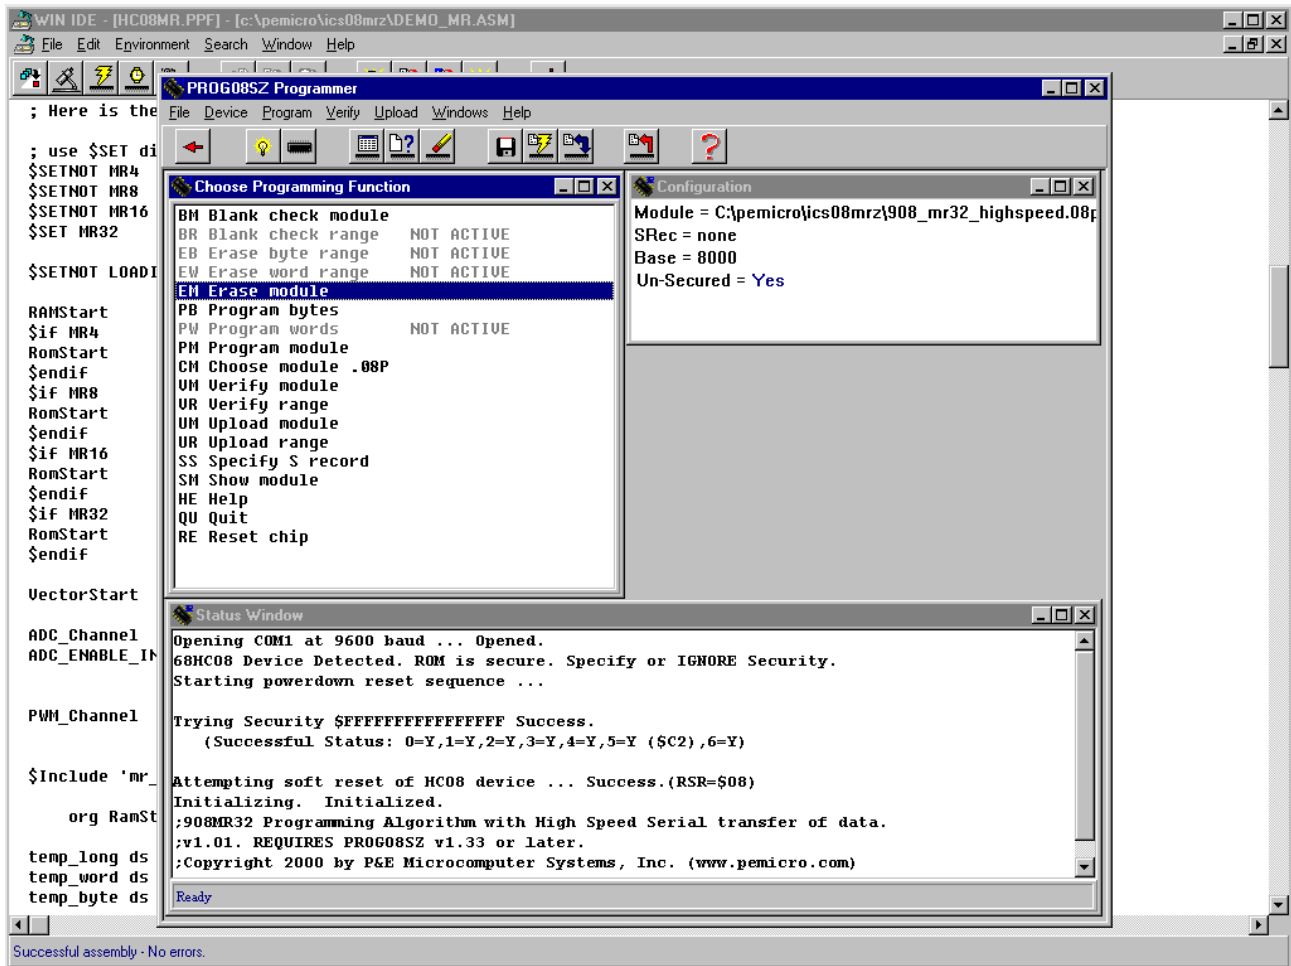 WIN IDE - [HC08MR.PPF] - [c:\pemicro\ics08mrz\DEMO_MR.ASM]
File Edit Environment Search Window Help
; Here is the
; use $SET di
$SETNOT MR4
$SETNOT MR8
$SETNOT MR16
$SET MR32
$SETNOT LOADI
RAMStart
$if MR4
RomStart
$endif
$if MR8
RomStart
$endif
$if MR16
RomStart
$endif
$if MR32
RomStart
$endif
VectorStart
ADC_Channel
ADC_ENABLE_IN
PWM_Channel
$Include 'mr_
org RamSt
temp_long ds
temp_word ds
temp_byte ds
PROG08SZ Programmer
File Device Program Verify Upload Windows Help
Choose Programming Function
BM Blank check module
BR Blank check range NOT ACTIVE
EB Erase byte range NOT ACTIVE
EW Erase word range NOT ACTIVE
EM Erase module
PB Program bytes
PW Program words NOT ACTIVE
PM Program module
CM Choose module .08P
VM Verify module
VR Verify range
UM Upload module
UR Upload range
SS Specify S record
SM Show module
HE Help
QU Quit
RE Reset chip
Configuration
Module = C:\pemicro\ics08mrz\908_mr32_highspeed.08p
SRec = none
Base = 8000
Un-Secured = Yes
Status Window
Opening COM1 at 9600 baud ... Opened.
68HC08 Device Detected. ROM is secure. Specify or IGNORE Security.
Starting powerdown reset sequence ...
Trying Security $FFFFFFFFFFFFFFFF Success.
(Successful Status: 0=Y,1=Y,2=Y,3=Y,4=Y,5=Y ($C2),6=Y)
Attempting soft reset of HC08 device ... Success.(RSR=$08)
Initializing. Initialized.
;908MR32 Programming Algorithm with High Speed Serial transfer of data.
;v1.01. REQUIRES PROG08SZ v1.33 or later.
;Copyright 2000 by P&E Microcomputer Systems, Inc. (www.pemicro.com)
Ready
Successful assembly - No errors.